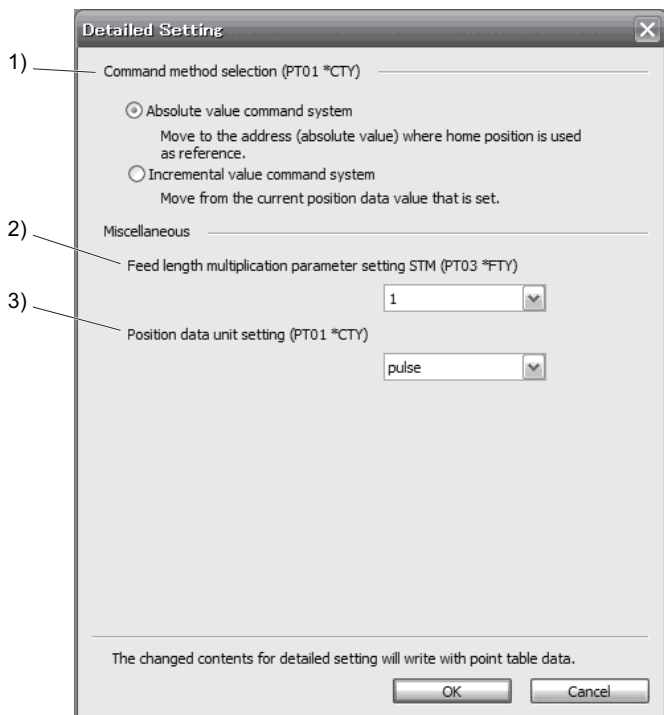 Detailed Setting
1)
Command method selection (PT01 *CTY)
Absolute value command system
Move to the address (absolute value) where home position is used
as reference.
Incremental value command system
Move from the current position data value that is set.
2)
Miscellaneous
Feed length multiplication parameter setting STM (PT03 *FTY)
1
3)
Position data unit setting (PT01 *CTY)
pulse
The changed contents for detailed setting will write with point table data.
OK
Cancel